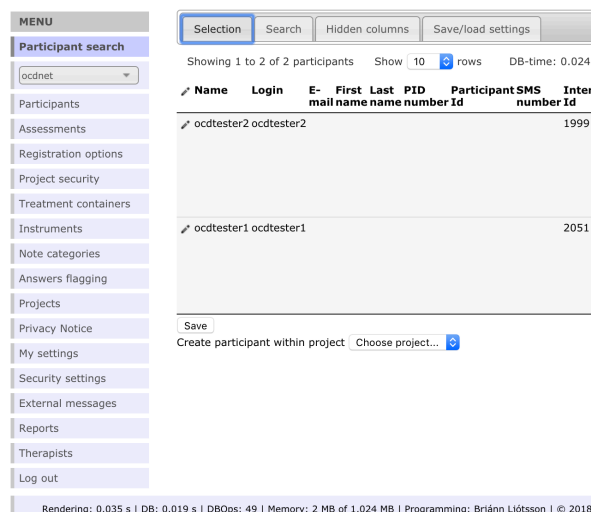 MENU
Participant search
ocdnet
Participants
Assessments
Registration options
Project security
Treatment containers
Instruments
Note categories
Answers flagging
Projects
Privacy Notice
My settings
Security settings
External messages
Reports
Therapists
Log out
Selection Search Hidden columns Save/load settings
Showing 1 to 2 of 2 participants Show 10 rows DB-time: 0.024
Name Login E-mail First name Last name PID number Participant Id SMS number Inter Id
ocdtester2 ocdtester2 1999
ocdtester1 ocdtester1 2051
Save
Create participant within project Choose project...
Rendering: 0.035 s | DB: 0.019 s | DBOps: 49 | Memory: 2 MB of 1.024 MB | Programming: Brjánn Ljótsson | © 2018